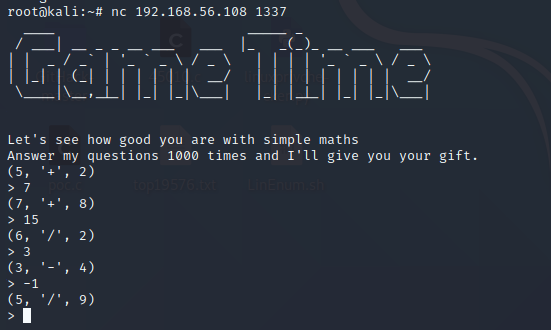 root@kali:~# nc 192.168.56.108 1337
Game Time
Let's see how good you are with simple maths
Answer my questions 1000 times and I'll give you your gift.
(5, '+', 2)
> 7
(7, '+', 8)
> 15
(6, '/', 2)
> 3
(3, '-', 4)
> -1
(5, '/', 9)
>